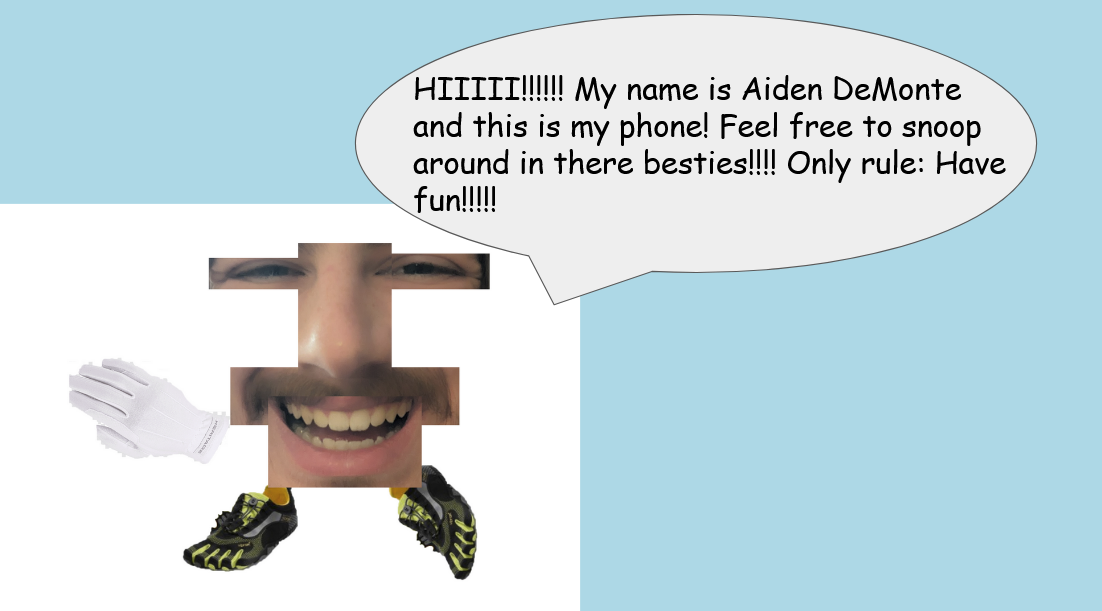 HIIIII!!!!!! My name is Aiden DeMonte
and this is my phone! Feel free to snoop
around in there besties!!!! Only rule: Have
fun!!!!!